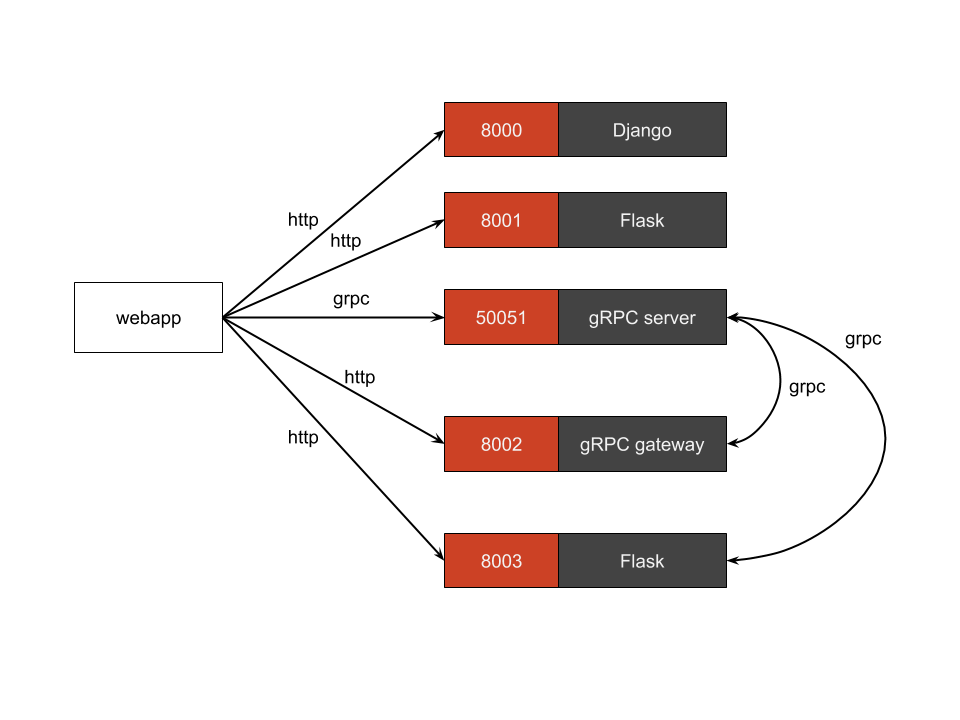 8000 Django
http
8001 Flask
http
webapp
grpc
50051 gRPC server
grpc
http
grpc
8002 gRPC gateway
http
8003 Flask